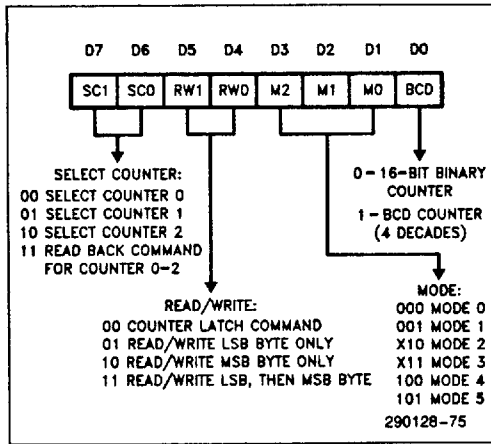 D7 D6 D5 D4 D3 D2 D1 D0
SC1 SC0 RW1 RW0 M2 M1 M0 BCD
SELECT COUNTER:
00 SELECT COUNTER 0
01 SELECT COUNTER 1
10 SELECT COUNTER 2
11 READ BACK COMMAND
FOR COUNTER 0-2
0-16-BIT BINARY
COUNTER
1-BCD COUNTER
(4 DECADES)
READ/WRITE:
00 COUNTER LATCH COMMAND
01 READ/WRITE LSB BYTE ONLY
10 READ/WRITE MSB BYTE ONLY
11 READ/WRITE LSB, THEN MSB BYTE
MODE:
000 MODE 0
001 MODE 1
X10 MODE 2
X11 MODE 3
100 MODE 4
101 MODE 5
290128-75